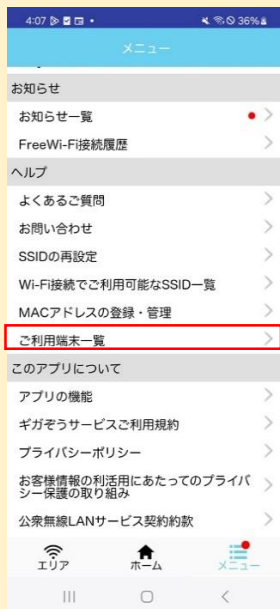 4:07
36%
メニュー
お知らせ
お知らせ一覧
FreeWi-Fi接続履歴
ヘルプ
よくあるご質問
お問い合わせ
SSIDの再設定
Wi-Fi接続でご利用可能なSSID一覧
MACアドレスの登録・管理
ご利用端末一覧
このアプリについて
アプリの機能
ギガぞうサービスご利用規約
プライバシーポリシー
お客様情報の利活用にあたってのプライバ
シー保護の取り組み
公衆無線LANサービス契約約款
エリア
ホーム
メニュー